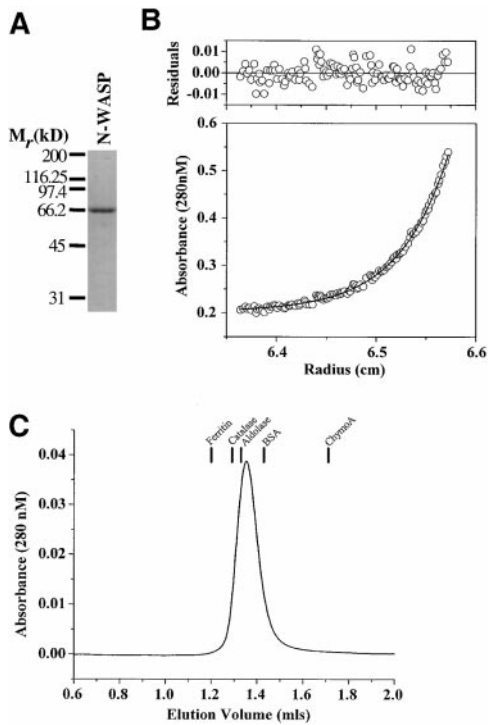 A
N-WASP
Mr(kD)
200
116.25
97.4
66.2
45
31
B
Residuals
0.01
0.00
-0.01
Absorbance (280nM)
0.6
0.5
0.4
0.3
0.2
6.4
6.5
6.6
Radius (cm)
C
Ferritin
Catalase
Aldolase
BSA
ChymoA
Absorbance (280 nM)
0.04
0.03
0.02
0.01
0.00
0.6
0.8
1.0
1.2
1.4
1.6
1.8
2.0
Elution Volume (mls)